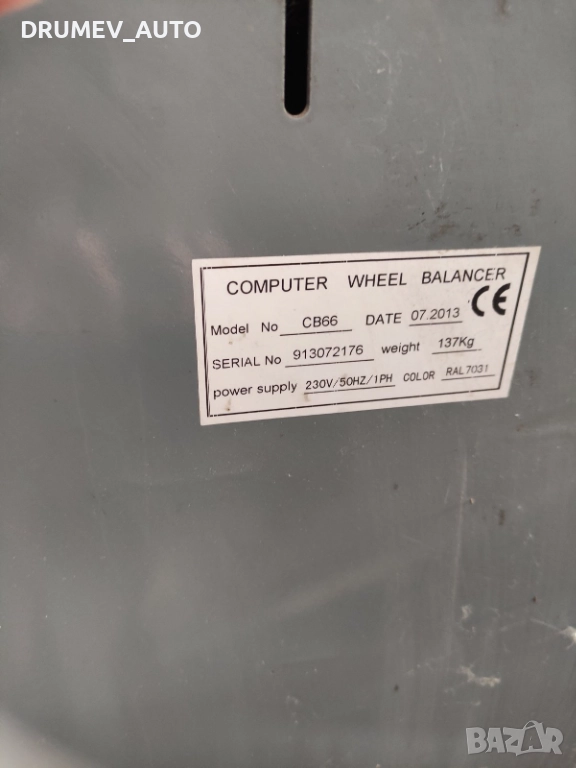 DRUMEV_AUTO
COMPUTER WHEEL BALANCER
Model No CB66 DATE 07.2013 CE
SERIAL No 913072176 weight 137Kg
power supply 230V/50HZ/1PH COLOR RAL7031
BAZAR